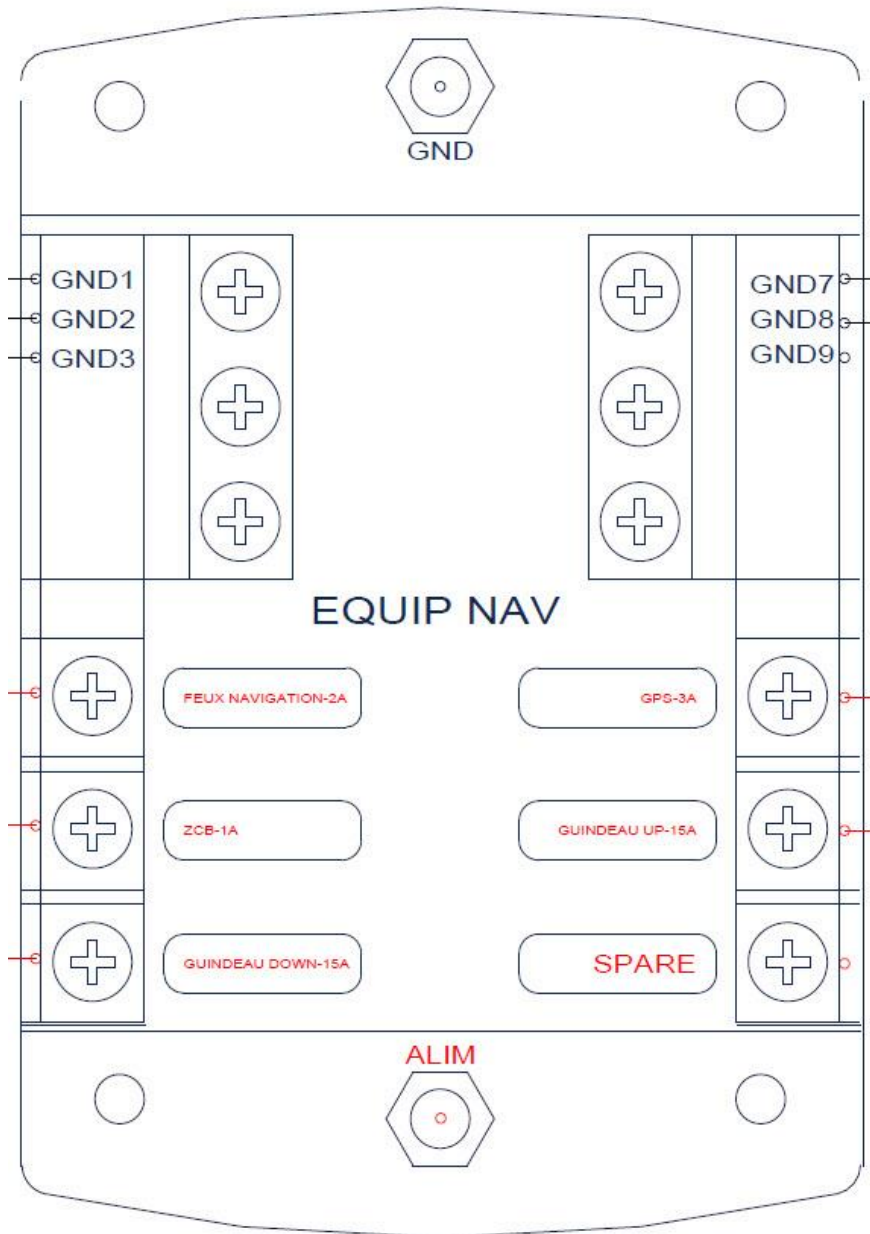 GND
GND1
GND2
GND3
GND7
GND8
GND9
EQUIP NAV
FEUX NAVIGATION-2A
GPS-3A
ZCB-1A
GUINDEAU UP-15A
GUINDEAU DOWN-15A
SPARE
ALIM